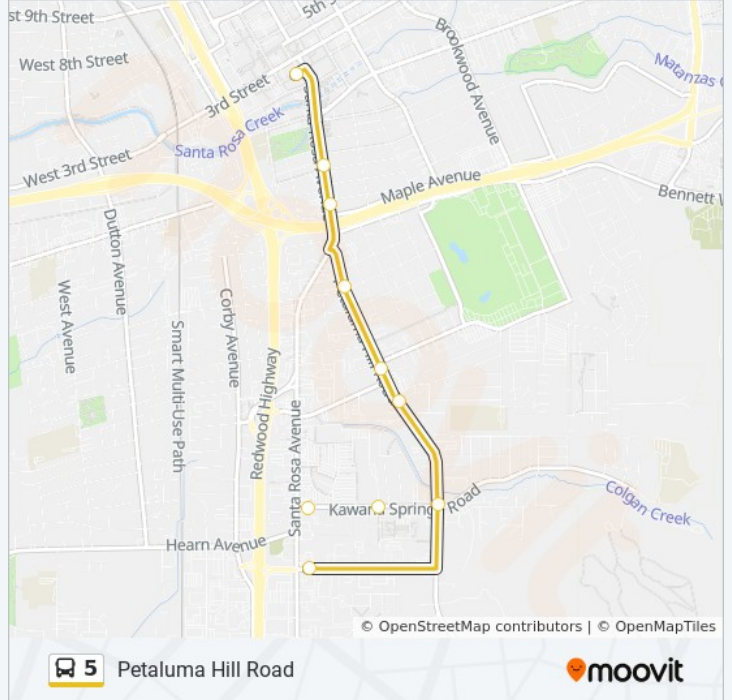 5th S
st 9th Street
Brookwood Avenue
West 8th Street
Matanzas C
3rd Street
Santa Rosa Creek
West 3rd Street
Maple Avenue
Bennett V
Dutton Avenue
West Avenue
Corby Avenue
Smart Multi-Use Path
Redwood Highway
Santa Rosa Avenue
Kawana Spring
Road
Colgan Creek
Hearn Avenue
© OpenStreetMap contributors | © OpenMapTiles
5 Petaluma Hill Road
moovit